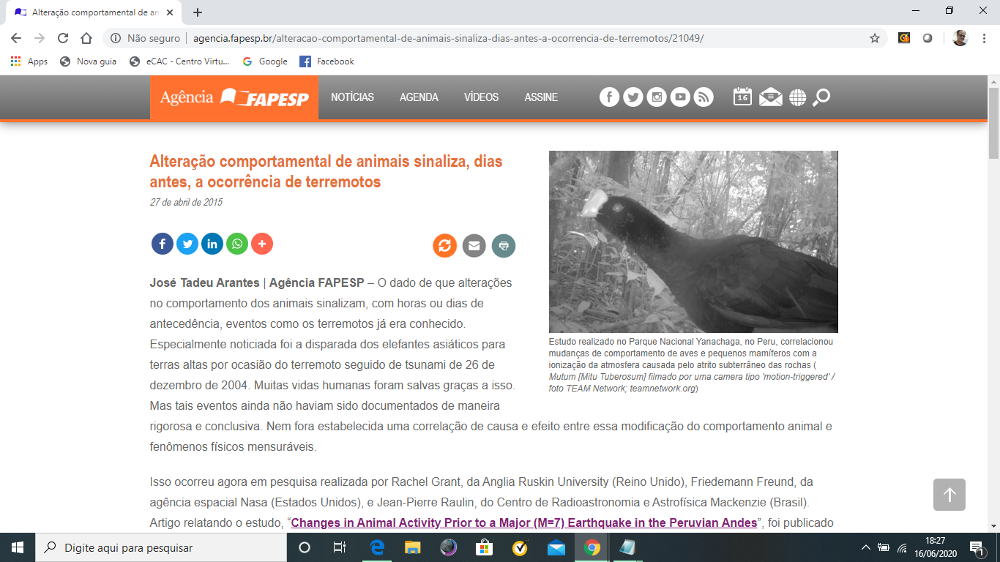 Alteração comportamental de an
Não seguro
agencia.fapesp.br/alteracao-comportamental-de-animais-sinaliza-dias-antes-a-ocorrencia-de-terremotos/21049/
Apps
Nova guia
eCAC - Centro Virtu...
Google
Facebook
Agência FAPESP
NOTÍCIAS
AGENDA
VÍDEOS
ASSINE
16
Alteração comportamental de animais sinaliza, dias
antes, a ocorrência de terremotos
27 de abril de 2015
José Tadeu Arantes | Agência FAPESP – O dado de que alterações
no comportamento dos animais sinalizam, com horas ou dias de
antecedência, eventos como os terremotos já era conhecido.
Especialmente noticiada foi a disparada dos elefantes asiáticos para
terras altas por ocasião do terremoto seguido de tsunami de 26 de
dezembro de 2004. Muitas vidas humanas foram salvas graças a isso.
Mas tais eventos ainda não haviam sido documentados de maneira
rigorosa e conclusiva. Nem fora estabelecida uma correlação de causa e efeito entre essa modificação do comportamento animal e
fenômenos físicos mensuráveis.
Estudo realizado no Parque Nacional Yanachaga, no Peru, correlacionou
mudanças de comportamento de aves e pequenos mamíferos com a
ionização da atmosfera causada pelo atrito subterrâneo das rochas (
Mutum [Mitu Tuberosum] filmado por uma camera tipo 'motion-triggered' /
foto TEAM Network; teamnetwork.org)
Isso ocorreu agora em pesquisa realizada por Rachel Grant, da Anglia Ruskin University (Reino Unido), Friedemann Freund, da
agência espacial Nasa (Estados Unidos), e Jean-Pierre Raulin, do Centro de Radioastronomia e Astrofísica Mackenzie (Brasil).
Artigo relatando o estudo, “Changes in Animal Activity Prior to a Major (M=7) Earthquake in the Peruvian Andes”, foi publicado
Digite aqui para pesquisar
18:27
16/06/2020
1